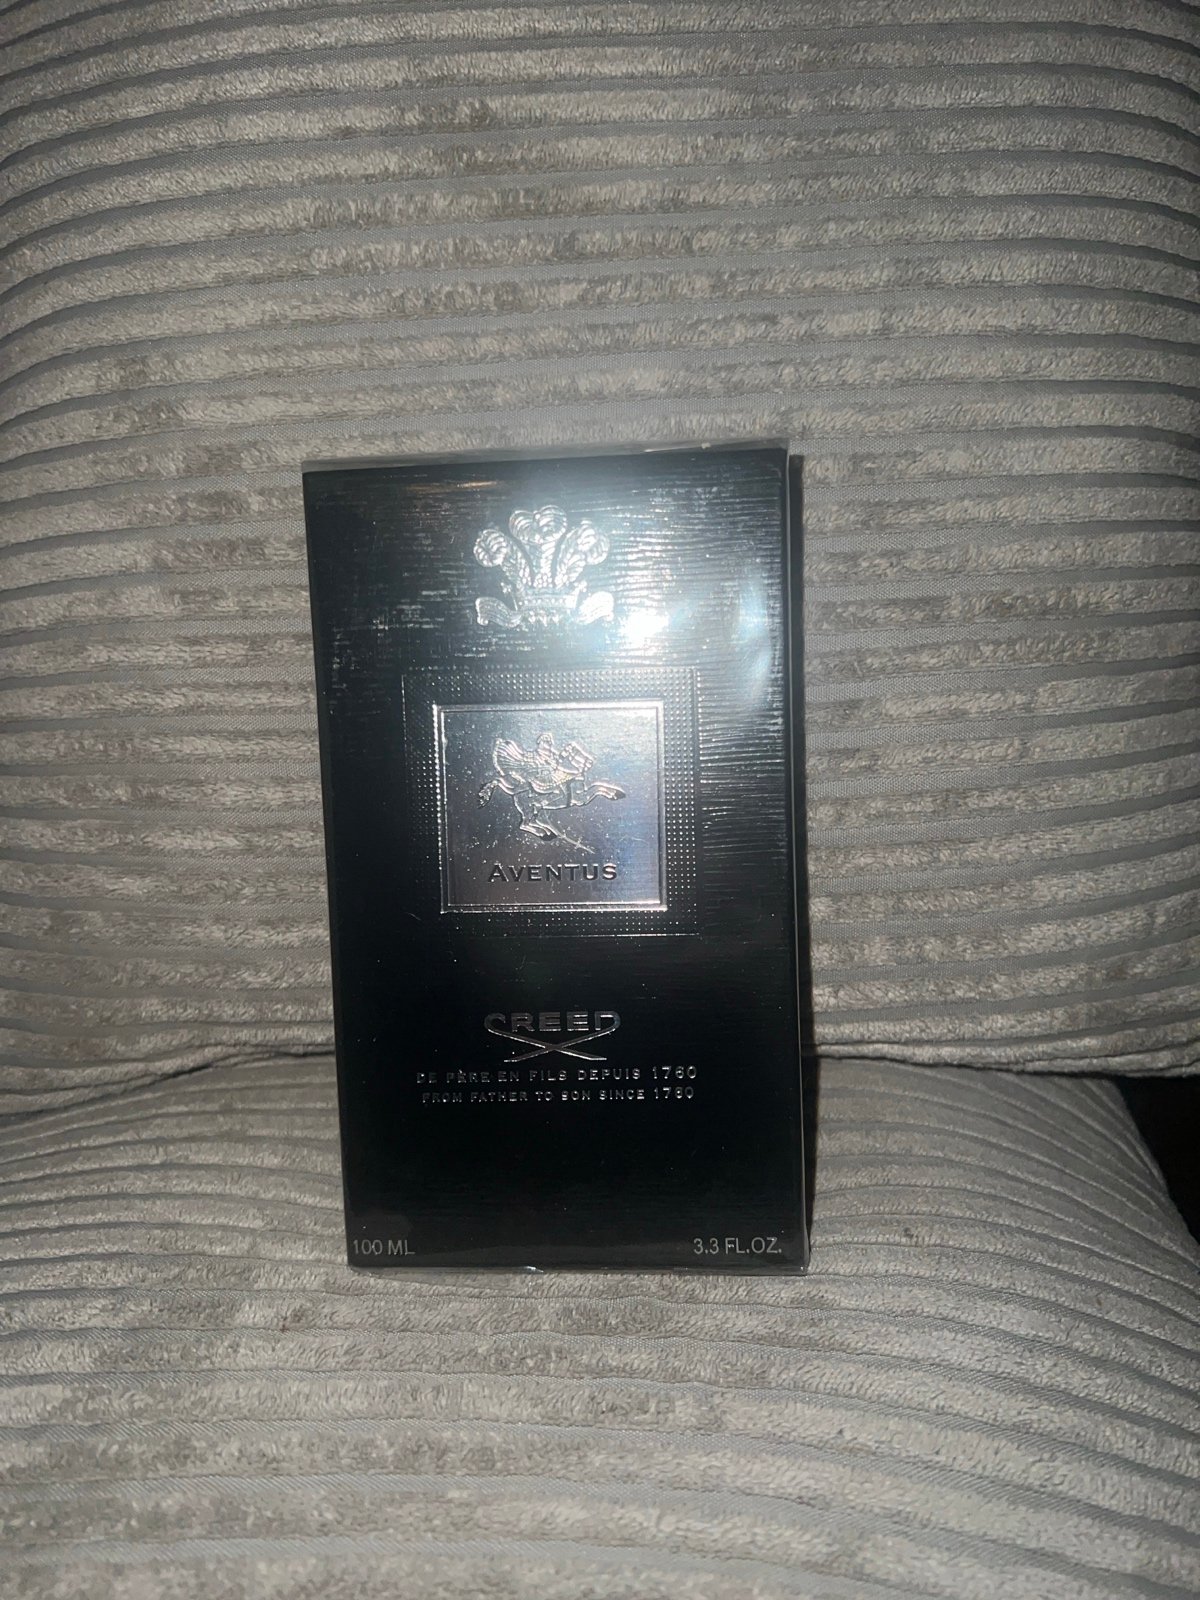 AVENTUS
CREED
DE PÈRE EN FILS DEPUIS 1760
FROM FATHER TO SON SINCE 1760
100 ML
3.3 FL.OZ.